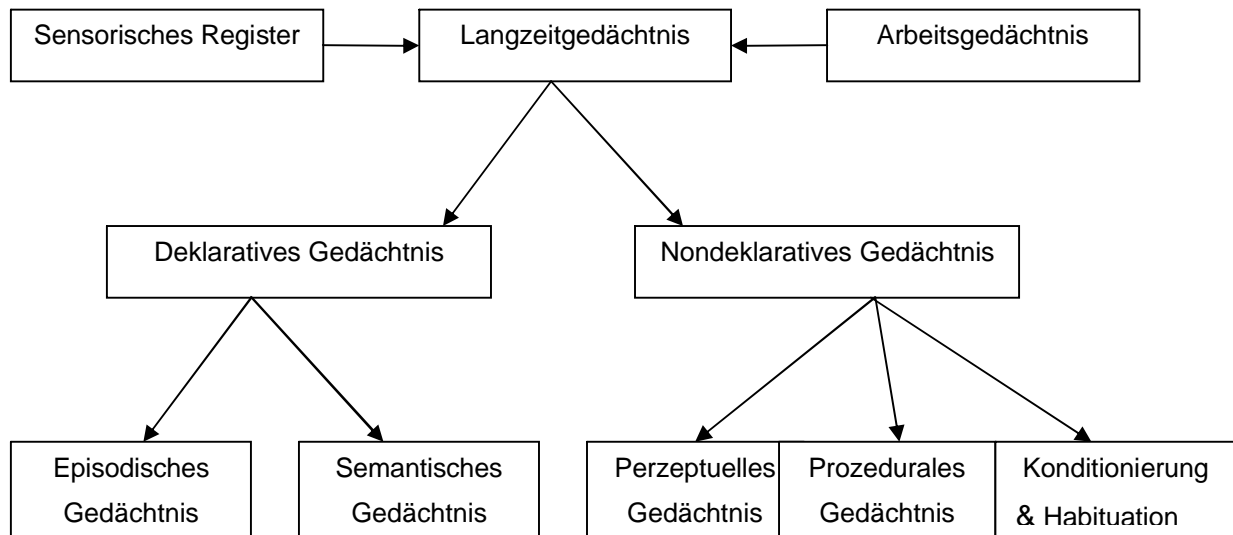 Sensorisches Register
Langzeitgedächtnis
Arbeitsgedächtnis
Deklaratives Gedächtnis
Nondeklaratives Gedächtnis
Episodisches
Gedächtnis
Semantisches
Gedächtnis
Perzeptuelles
Gedächtnis
Prozedurales
Gedächtnis
Konditionierung
& Habituation